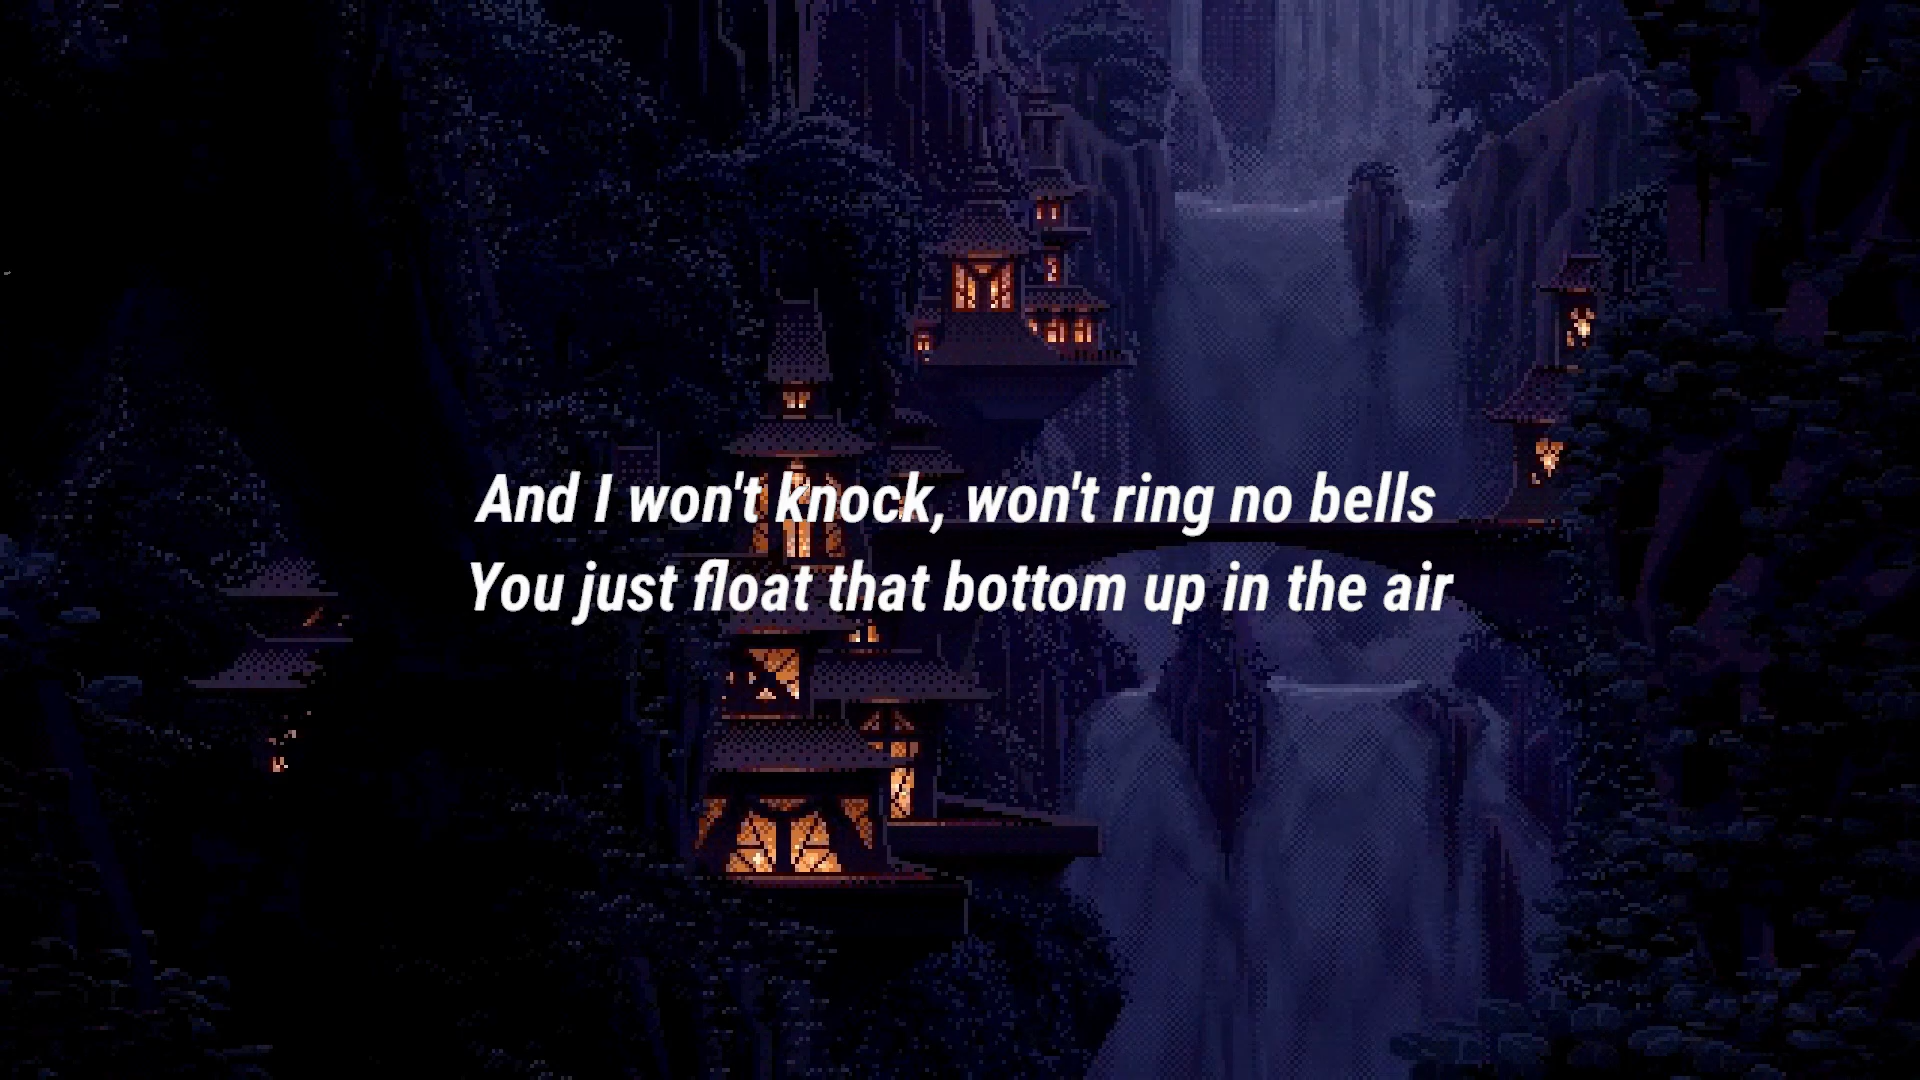 And I won't knock, won't ring no bells
You just float that bottom up in the air